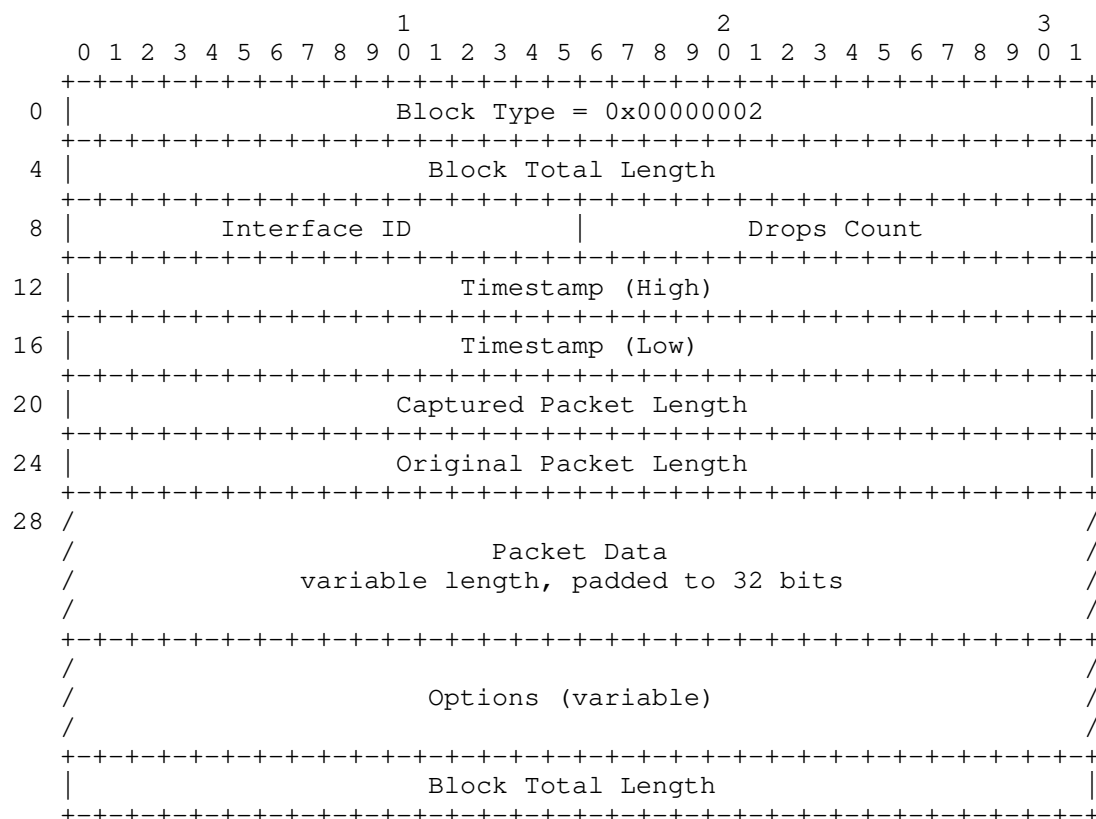 1                   2                   3
    0 1 2 3 4 5 6 7 8 9 0 1 2 3 4 5 6 7 8 9 0 1 2 3 4 5 6 7 8 9 0 1
   +-+-+-+-+-+-+-+-+-+-+-+-+-+-+-+-+-+-+-+-+-+-+-+-+-+-+-+-+-+-+-+-+
 0 |                    Block Type = 0x00000002                    |
   +-+-+-+-+-+-+-+-+-+-+-+-+-+-+-+-+-+-+-+-+-+-+-+-+-+-+-+-+-+-+-+-+
 4 |                      Block Total Length                       |
   +-+-+-+-+-+-+-+-+-+-+-+-+-+-+-+-+-+-+-+-+-+-+-+-+-+-+-+-+-+-+-+-+
 8 |         Interface ID          |          Drops Count          |
   +-+-+-+-+-+-+-+-+-+-+-+-+-+-+-+-+-+-+-+-+-+-+-+-+-+-+-+-+-+-+-+-+
12 |                        Timestamp (High)                       |
   +-+-+-+-+-+-+-+-+-+-+-+-+-+-+-+-+-+-+-+-+-+-+-+-+-+-+-+-+-+-+-+-+
16 |                        Timestamp (Low)                        |
   +-+-+-+-+-+-+-+-+-+-+-+-+-+-+-+-+-+-+-+-+-+-+-+-+-+-+-+-+-+-+-+-+
20 |                    Captured Packet Length                     |
   +-+-+-+-+-+-+-+-+-+-+-+-+-+-+-+-+-+-+-+-+-+-+-+-+-+-+-+-+-+-+-+-+
24 |                    Original Packet Length                     |
   +-+-+-+-+-+-+-+-+-+-+-+-+-+-+-+-+-+-+-+-+-+-+-+-+-+-+-+-+-+-+-+-+
28 /                                                               /
   /                          Packet Data                          /
   /              variable length, padded to 32 bits               /
   /                                                               /
   +-+-+-+-+-+-+-+-+-+-+-+-+-+-+-+-+-+-+-+-+-+-+-+-+-+-+-+-+-+-+-+-+
   /                                                               /
   /                      Options (variable)                       /
   /                                                               /
   +-+-+-+-+-+-+-+-+-+-+-+-+-+-+-+-+-+-+-+-+-+-+-+-+-+-+-+-+-+-+-+-+
   |                      Block Total Length                       |
   +-+-+-+-+-+-+-+-+-+-+-+-+-+-+-+-+-+-+-+-+-+-+-+-+-+-+-+-+-+-+-+-+